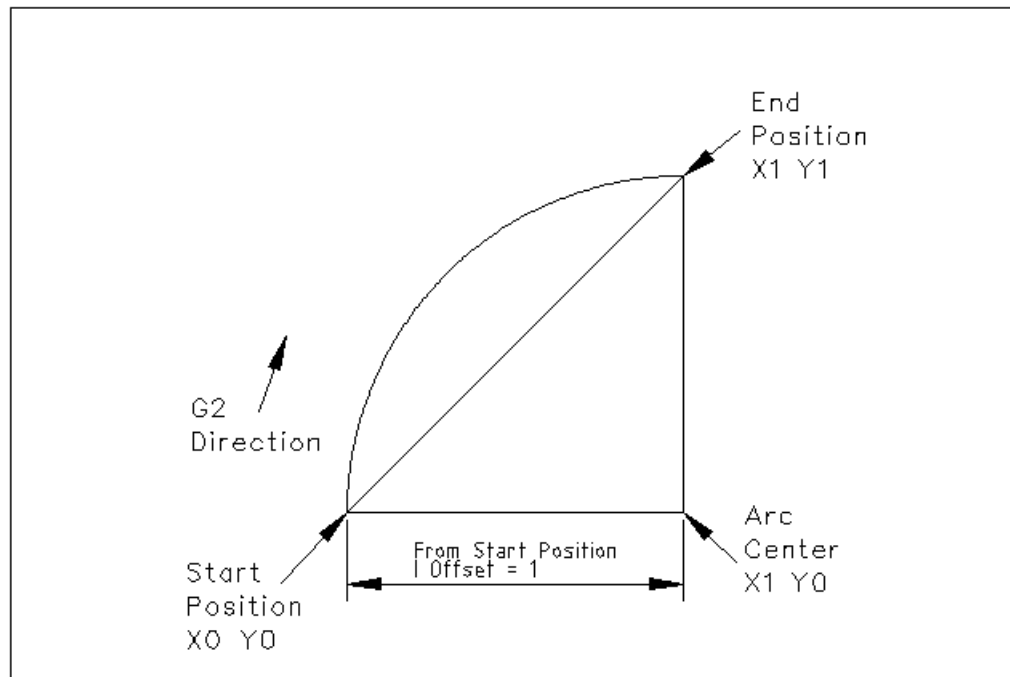 End
Position
X1 Y1
G2
Direction
Arc
Center
X1 Y0
From Start Position
I Offset = 1
Start
Position
X0 Y0